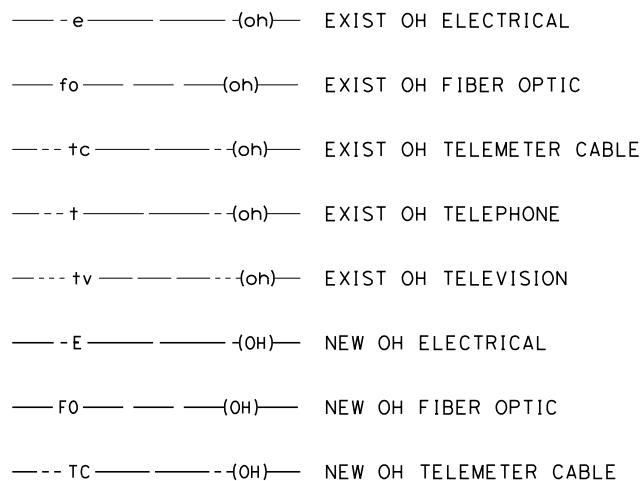 e (oh) EXIST OH ELECTRICAL
fo (oh) EXIST OH FIBER OPTIC
tc (oh) EXIST OH TELEMETER CABLE
t (oh) EXIST OH TELEPHONE
tv (oh) EXIST OH TELEVISION
E (OH) NEW OH ELECTRICAL
FO (OH) NEW OH FIBER OPTIC
TC (OH) NEW OH TELEMETER CABLE